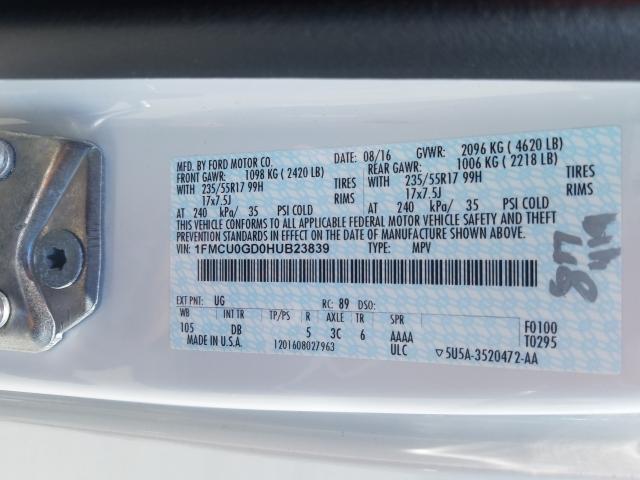 MFD. BY FORD MOTOR CO. 08/16 GVWR: 2096 KG ( 4620 LB)
FRONT GAWR: 1098 KG ( 2420 LB) REAR GAWR: 1006 KG ( 2218 LB)
WITH 235/55R17 99H TIRES WITH 235/55R17 99H TIRES
17x7.5J RIMS 17x7.5J RIMS
AT 240 kPa/ 35 PSI COLD AT 240 kPa/ 35 PSI COLD
THIS VEHICLE CONFORMS TO ALL APPLICABLE FEDERAL MOTOR VEHICLE SAFETY AND THEFT
PREVENTION STANDARDS IN EFFECT ON THE DATE OF MANUFACTURE SHOWN ABOVE.
VIN: 1FMCU0GD0HUB23839 TYPE: MPV
EXT PNT: UG RC: 89 DSO:
WB INT TR TP/PS R AXLE TR SPR F0100
105 DB 5 3C 6 AAAA T0295
MADE IN U.S.A. 1201608027963 ULC ▽5U5A-3520472-AA